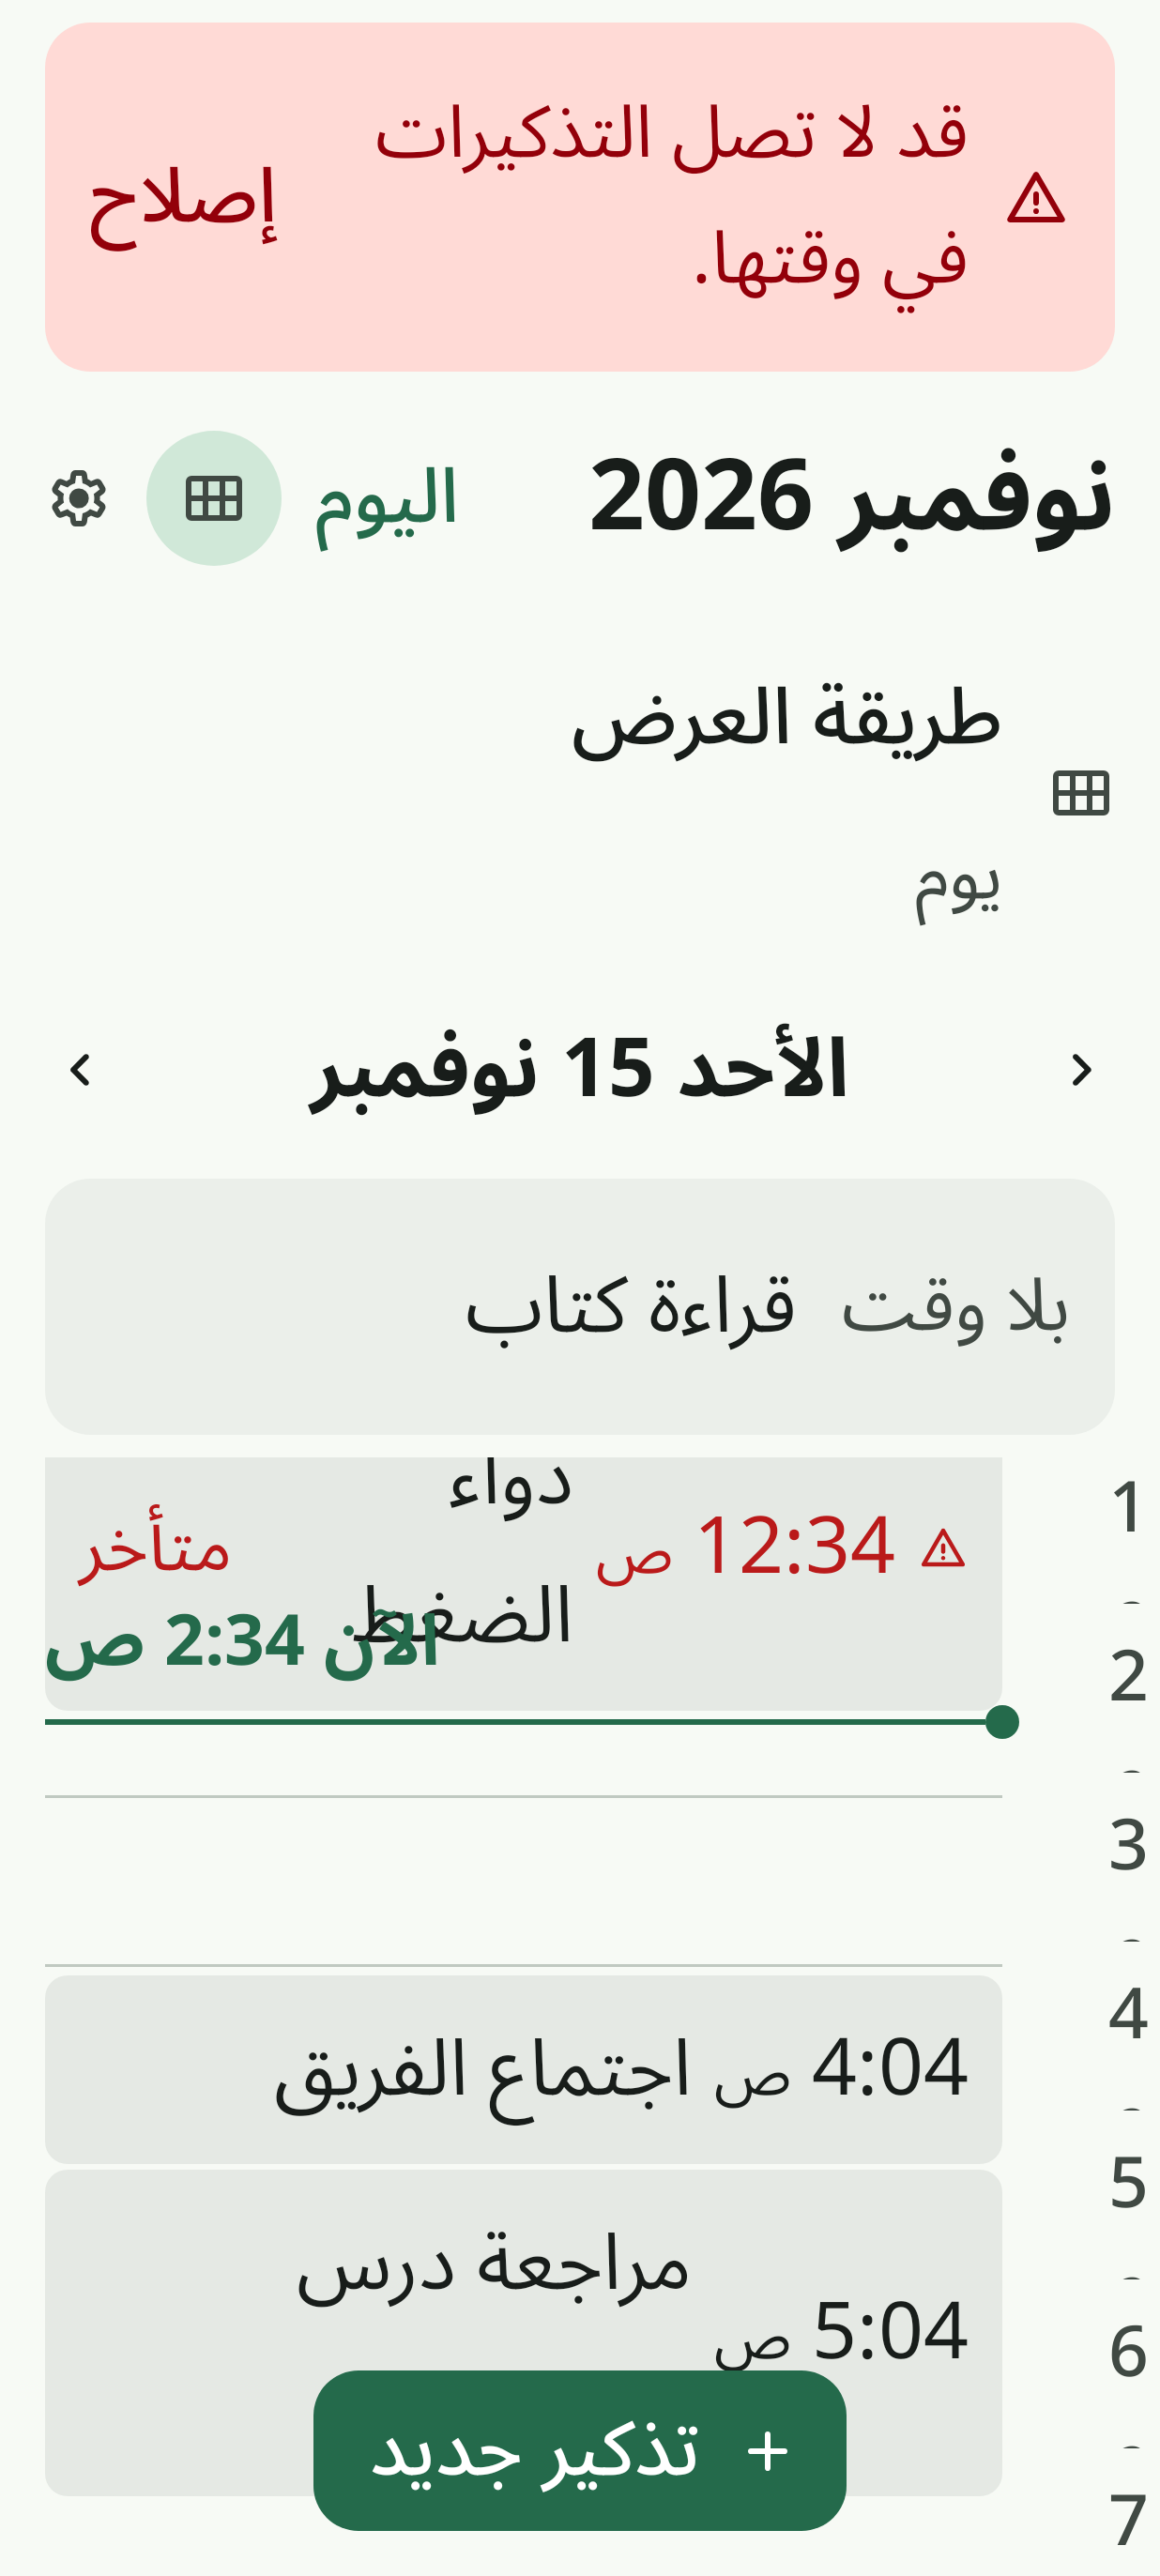 قد لا تصل التذكيرات
في وقتها.
إصلاح
نوفمبر 2026
اليوم
طريقة العرض
يوم
الأحد 15 نوفمبر
بلا وقت قراءة كتاب
1
12:34 ص
دواء
الضغط
متأخر
الآن 2:34 ص
2
3
4
4:04 ص اجتماع الفريق
5
مراجعة درس
5:04 ص
6
تذكير جديد
7